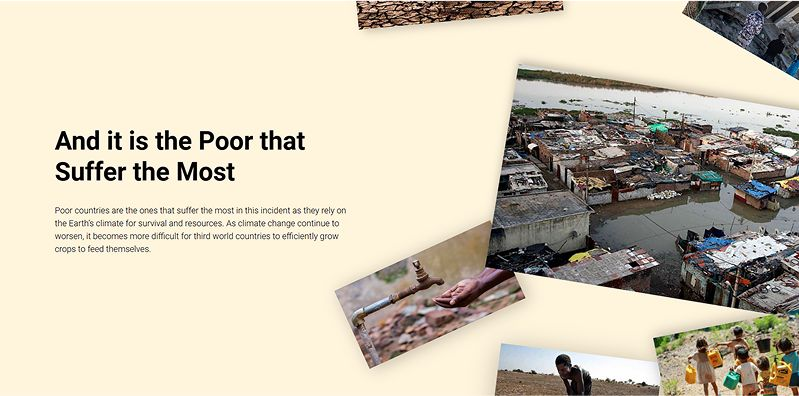 And it is the Poor that
Suffer the Most
Poor countries are the ones that suffer the most in this incident as they rely on
the Earth's climate for survival and resources. As climate change continue to
worsen, it becomes more difficult for third world countries to efficiently grow
crops to feed themselves.